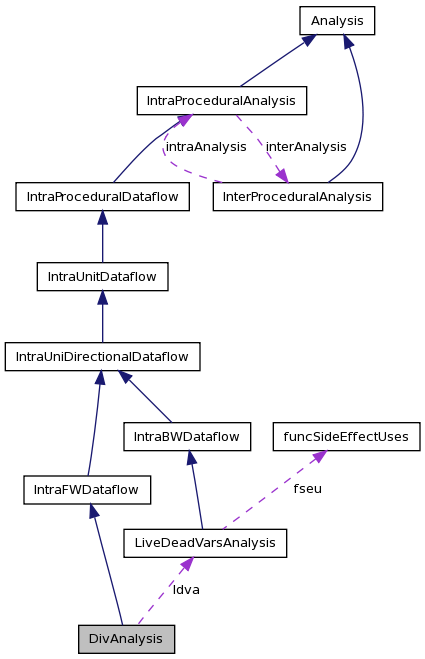 Analysis
IntraProceduralAnalysis
intraAnalysis
interAnalysis
IntraProceduralDataflow
InterProceduralAnalysis
IntraUnitDataflow
IntraUniDirectionalDataflow
IntraBWDataflow
funcSideEffectUses
IntraFWDataflow
fseu
LiveDeadVarsAnalysis
ldva
DivAnalysis